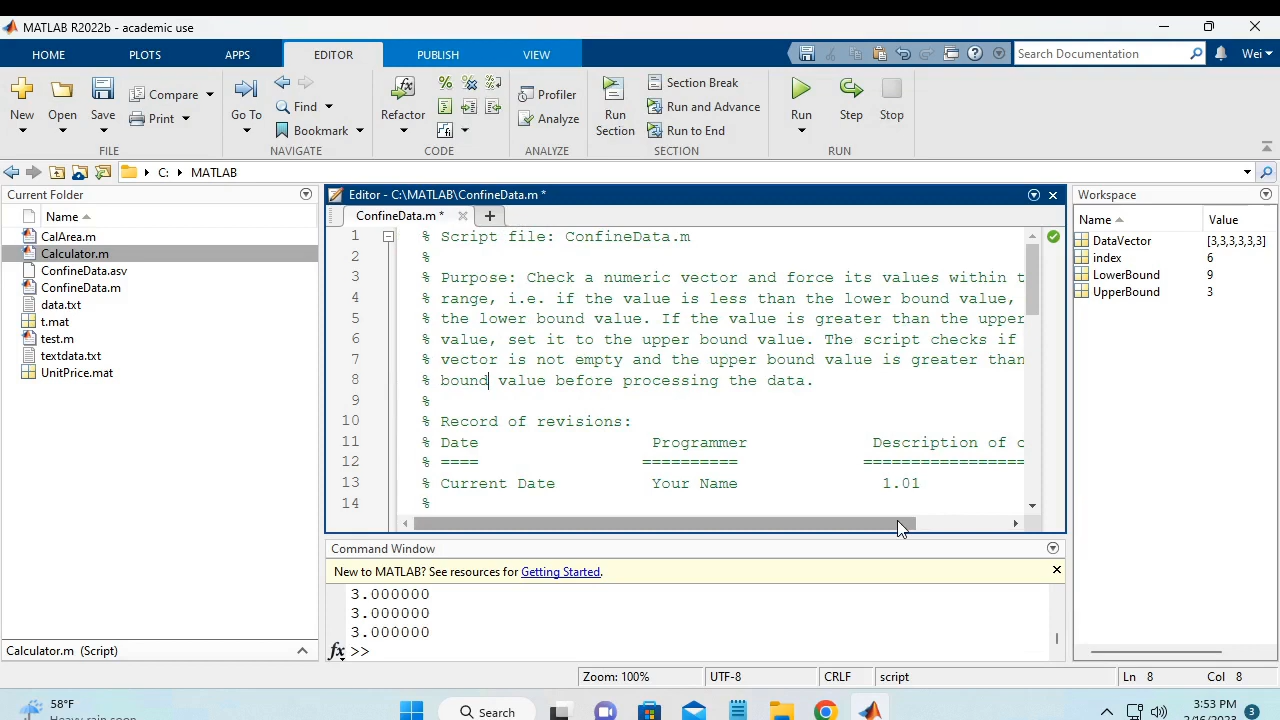 MATLAB R2022b - academic use
HOME PLOTS APPS EDITOR PUBLISH VIEW
Search Documentation Wei
New Open Save Compare Print
Go To Find Bookmark
Refactor
Profiler Analyze
Run Section
Section Break
Run and Advance
Run to End
Run Step Stop
FILE NAVIGATE CODE ANALYZE SECTION RUN
C: MATLAB
Current Folder
Name
CalArea.m
Calculator.m
ConfineData.asv
ConfineData.m
data.txt
t.mat
test.m
textdata.txt
UnitPrice.mat
Calculator.m (Script)
Editor - C:\MATLAB\ConfineData.m *
ConfineData.m *
1 % Script file: ConfineData.m
2 %
3 % Purpose: Check a numeric vector and force its values within t
4 % range, i.e. if the value is less than the lower bound value,
5 % the lower bound value. If the value is greater than the upper
6 % value, set it to the upper bound value. The script checks if
7 % vector is not empty and the upper bound value is greater than
8 % bound value before processing the data.
9 %
10 % Record of revisions:
11 % Date Programmer Description of c
12 % ==== ========== =================
13 % Current Date Your Name 1.01
14 %
Command Window
New to MATLAB? See resources for Getting Started.
3.000000
3.000000
3.000000
fx >>
Workspace
Name Value
DataVector [3,3,3,3,3,3]
index 6
LowerBound 9
UpperBound 3
Zoom: 100% UTF-8 CRLF script Ln 8 Col 8
58°F
Heavy rain soon
Search
3:53 PM
3